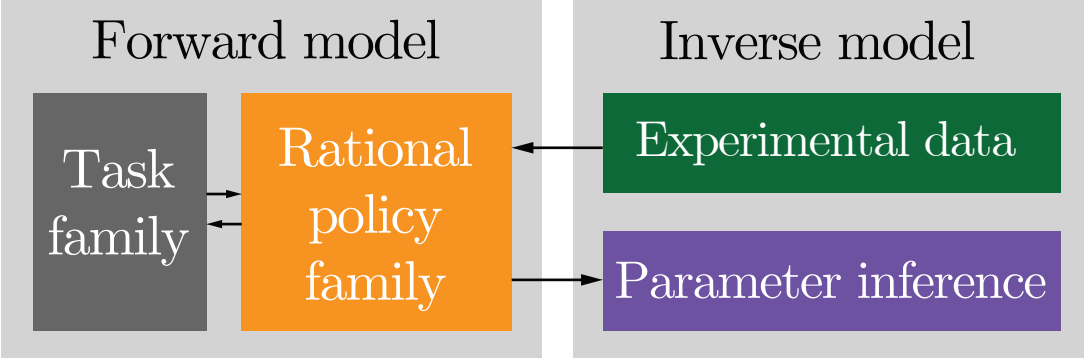 Forward model
Task
family
Rational
policy
family
Inverse model
Experimental data
Parameter inference